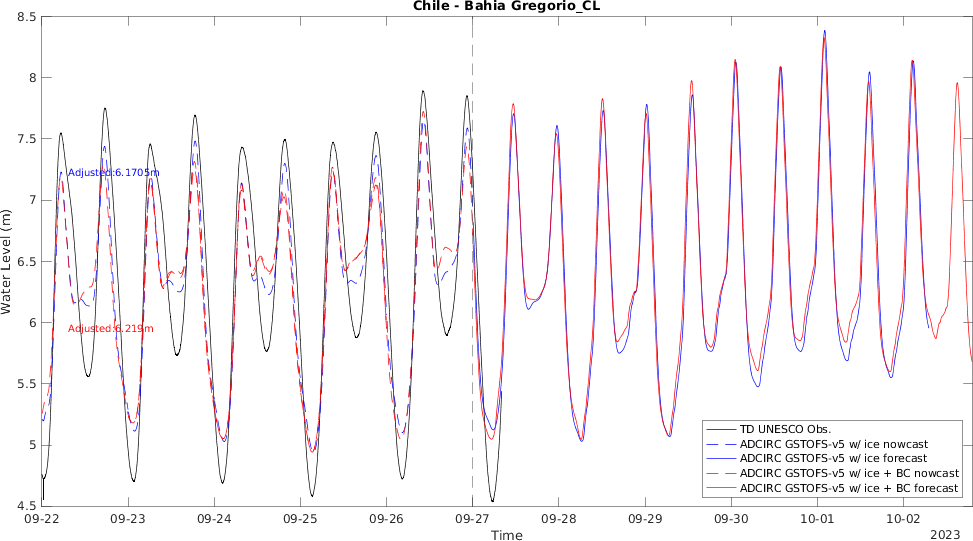 Chile - Bahia Gregorio_CL
8.5
8
7.5
7
6.5
6
5.5
5
4.5
Water Level (m)
Adjusted:6.1705m
Adjusted:6.219m
TD UNESCO Obs.
ADCIRC GSTOFS-v5 w/ ice nowcast
ADCIRC GSTOFS-v5 w/ ice forecast
ADCIRC GSTOFS-v5 w/ ice + BC nowcast
ADCIRC GSTOFS-v5 w/ ice + BC forecast
09-22 09-23 09-24 09-25 09-26 09-27 09-28 09-29 09-30 10-01 10-02
Time
2023